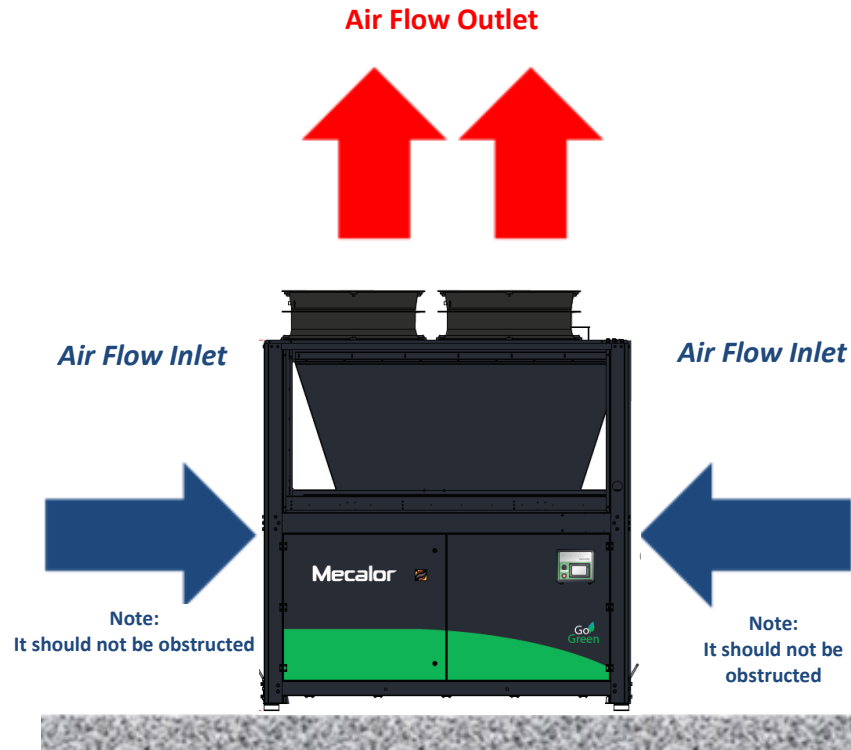 Air Flow Outlet
Air Flow Inlet
Air Flow Inlet
Mecalor
Go
Green
Note:
It should not be obstructed
Note:
It should not be
obstructed